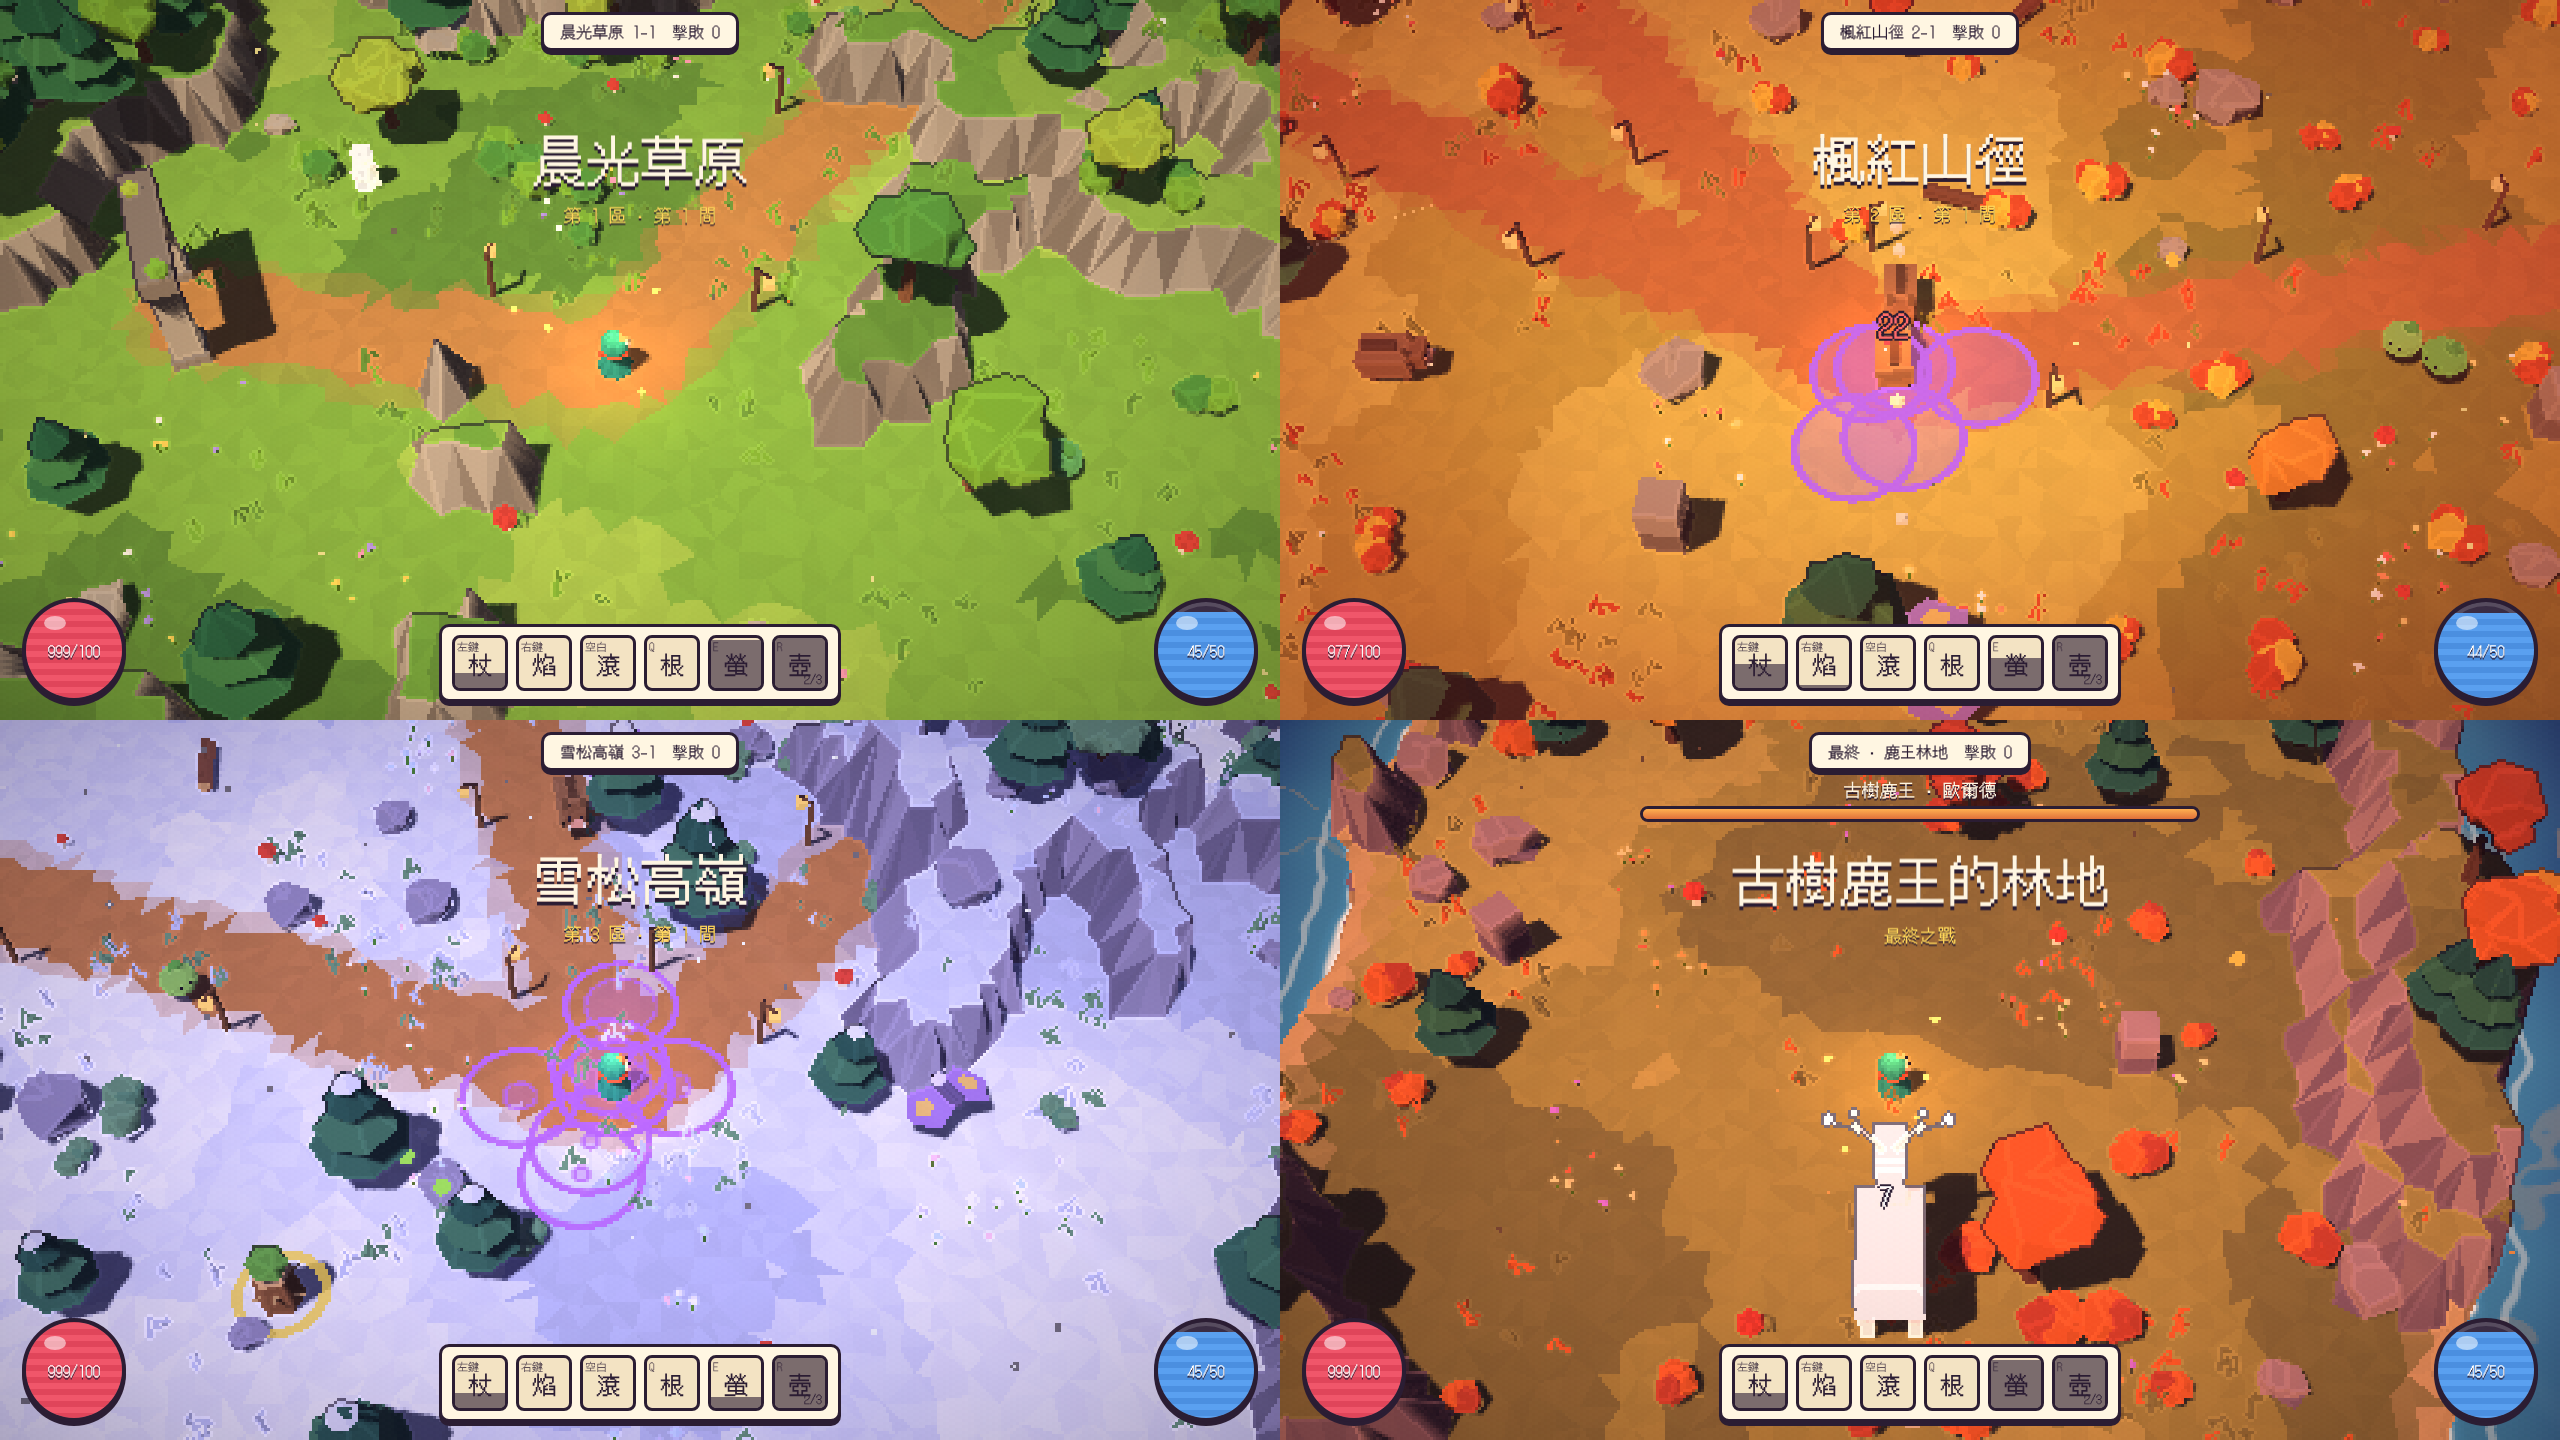 晨光草原 1-1 擊敗 0
晨光草原
第 1 區 · 第 1 間
999/100
左鍵 杖
右鍵 焰
空白 滾
Q 根
E 螢
R 壺 2/3
45/50
楓紅山徑 2-1 擊敗 0
楓紅山徑
第 2 區 · 第 1 間
22
977/100
左鍵 杖
右鍵 焰
空白 滾
Q 根
E 螢
R 壺 2/3
44/50
雪松高嶺 3-1 擊敗 0
雪松高嶺
第 3 區 · 第 1 間
999/100
左鍵 杖
右鍵 焰
空白 滾
Q 根
E 螢
R 壺 2/3
45/50
最終 · 鹿王林地 擊敗 0
古樹鹿王 · 歐爾德
古樹鹿王的林地
最終之戰
7
999/100
左鍵 杖
右鍵 焰
空白 滾
Q 根
E 螢
R 壺 2/3
45/50